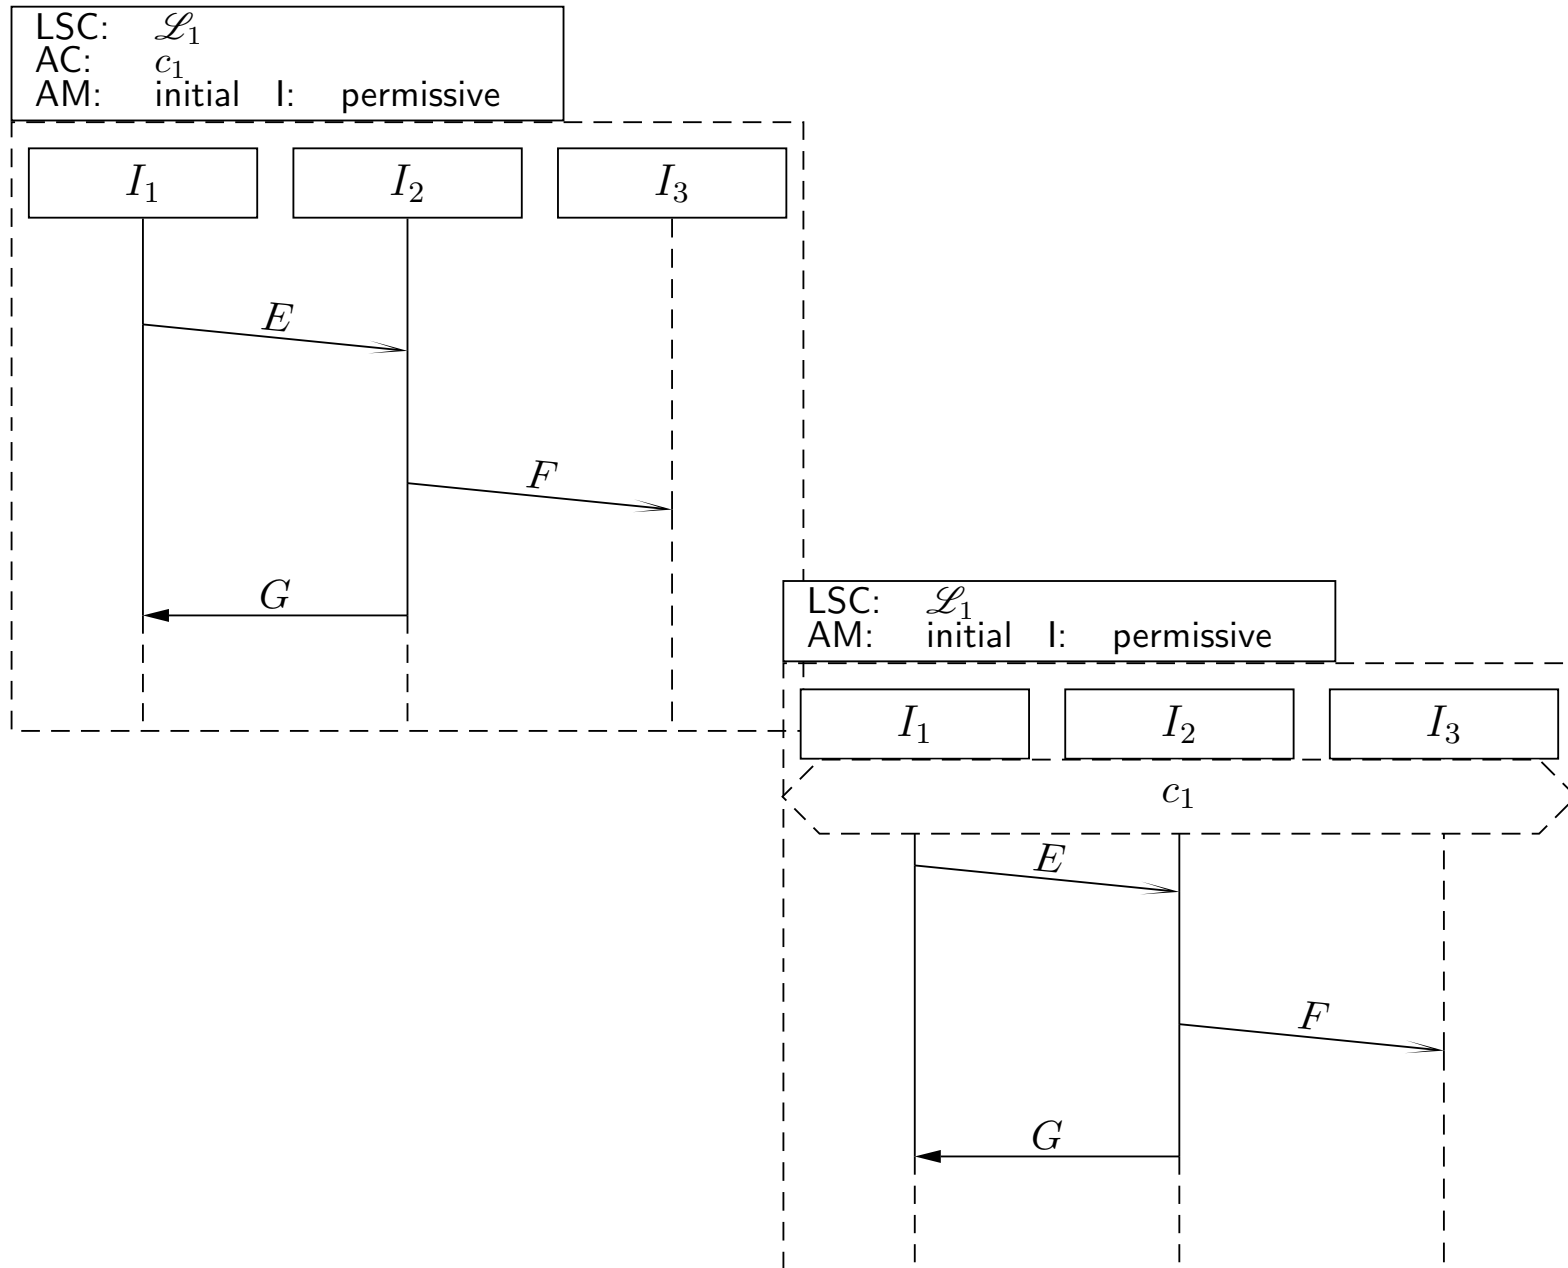 LSC: ℒ₁
AC: c₁
AM: initial I: permissive
I₁ I₂ I₃
E
F
G
LSC: ℒ₁
AM: initial I: permissive
I₁ I₂ I₃
c₁
E
F
G